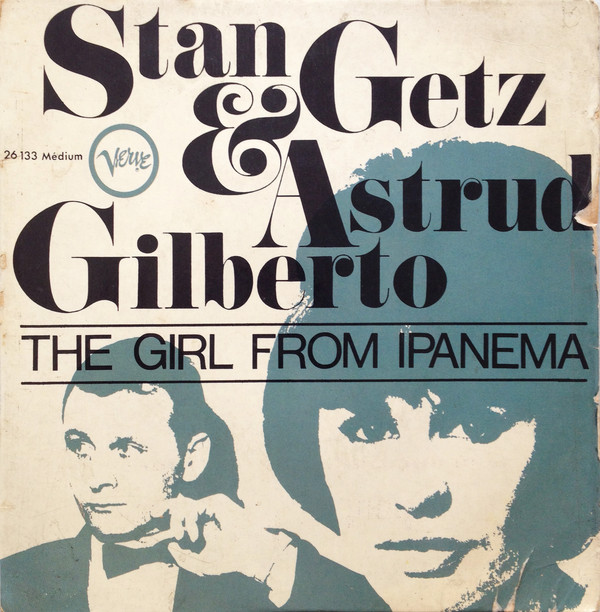 Stan Getz
&
Astrud
Gilberto
26 133 Médium
Verve
THE GIRL FROM IPANEMA